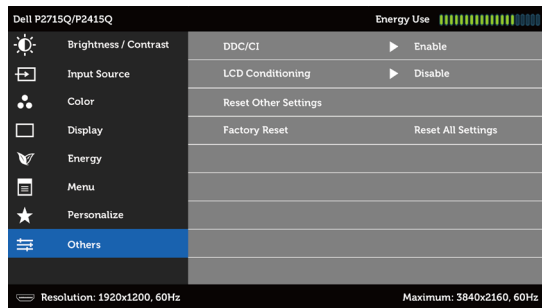 Dell P2715Q/P2415Q Energy Use
Brightness / Contrast DDC/CI Enable
Input Source LCD Conditioning Disable
Color Reset Other Settings
Display Factory Reset Reset All Settings
Energy
Menu
Personalize
Others
Resolution: 1920x1200, 60Hz Maximum: 3840x2160, 60Hz